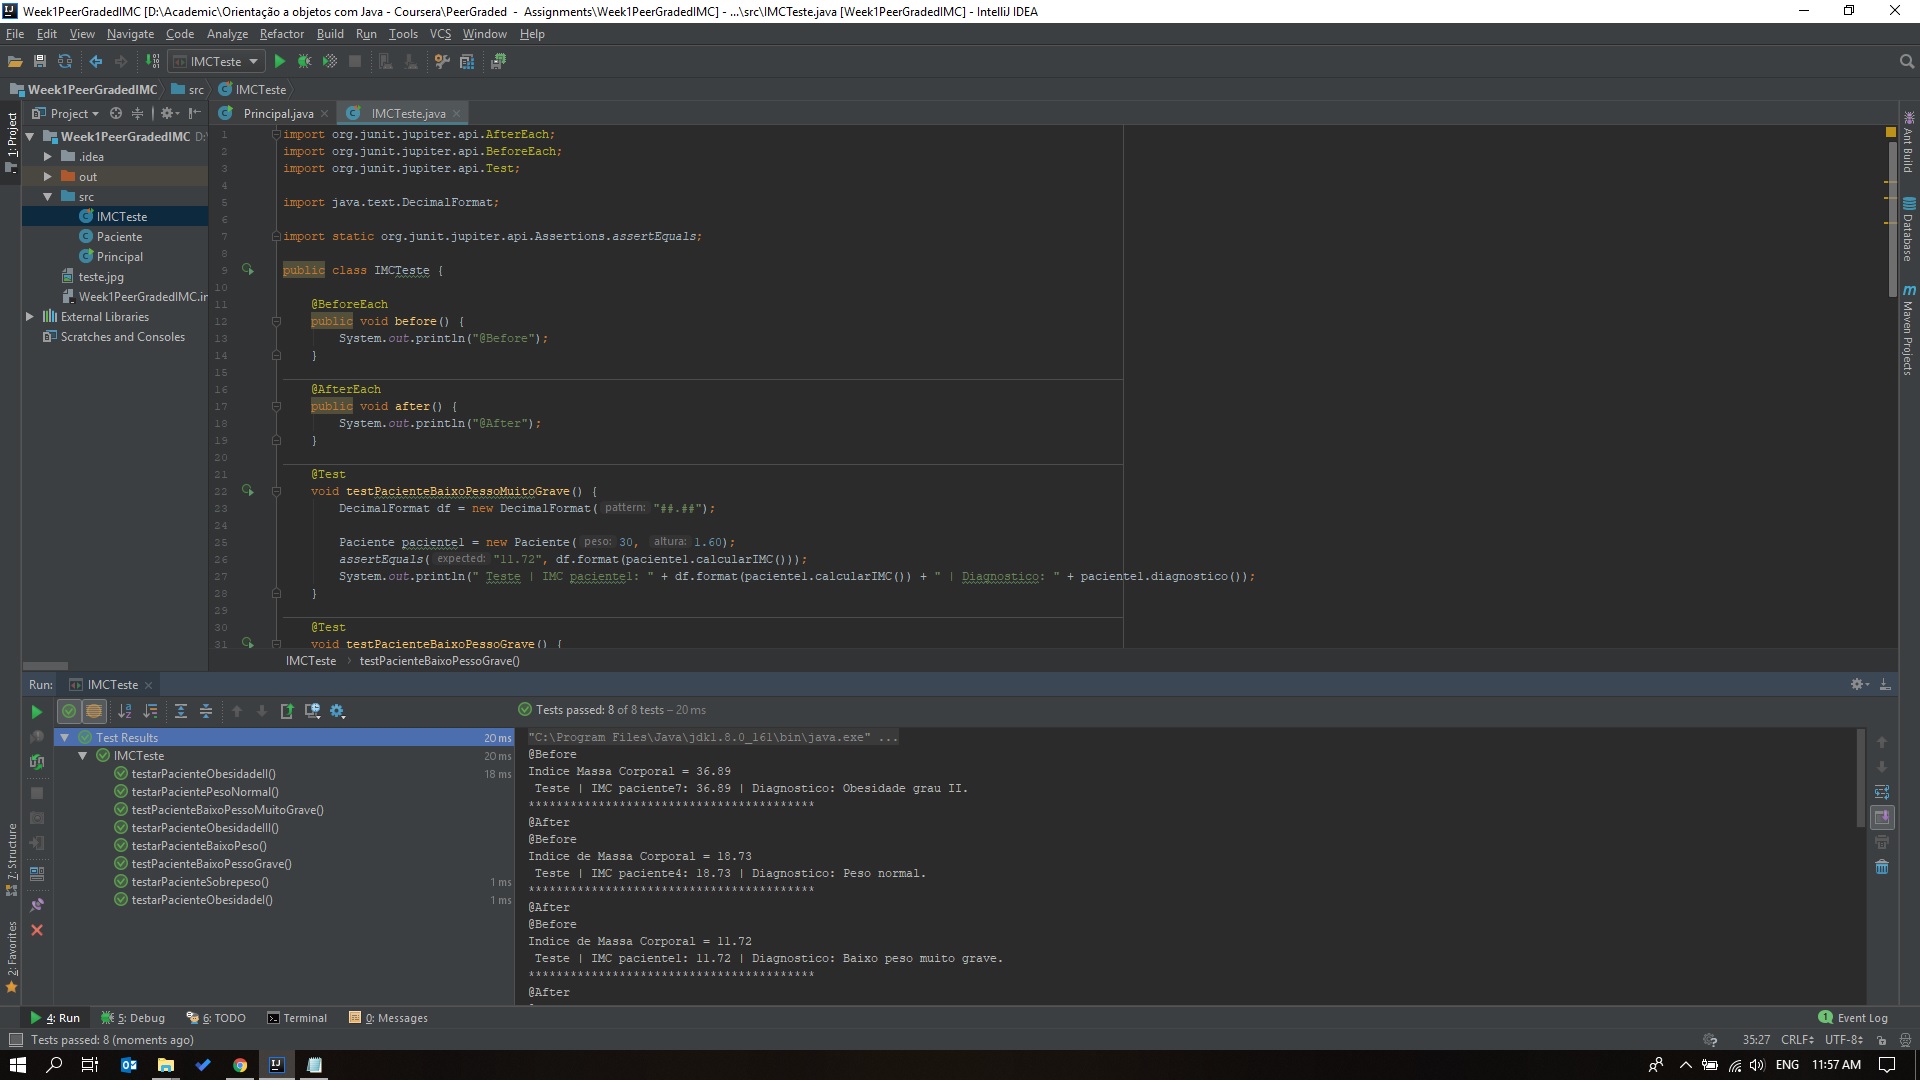 Week1PeerGradedIMC [D:\Academic\Orientação a objetos com Java - Coursera\PeerGraded - Assignments\Week1PeerGradedIMC] - ...\src\IMCTeste.java [Week1PeerGradedIMC] - IntelliJ IDEA
File Edit View Navigate Code Analyze Refactor Build Run Tools VCS Window Help
IMCTeste
Week1PeerGradedIMC src IMCTeste
Project
Principal.java IMCTeste.java
1: Project
Week1PeerGradedIMC D:\
.idea
out
src
IMCTeste
Paciente
Principal
teste.jpg
Week1PeerGradedIMC.im
External Libraries
Scratches and Consoles
1 import org.junit.jupiter.api.AfterEach;
2 import org.junit.jupiter.api.BeforeEach;
3 import org.junit.jupiter.api.Test;
4
5 import java.text.DecimalFormat;
6
7 import static org.junit.jupiter.api.Assertions.assertEquals;
8
9 public class IMCTeste {
10
11 @BeforeEach
12 public void before() {
13 System.out.println("@Before");
14 }
15
16 @AfterEach
17 public void after() {
18 System.out.println("@After");
19 }
20
21 @Test
22 void testPacienteBaixoPessoMuitoGrave() {
23 DecimalFormat df = new DecimalFormat( pattern: "##.##");
24
25 Paciente paciente1 = new Paciente( peso: 30, altura: 1.60);
26 assertEquals( expected: "11.72", df.format(paciente1.calcularIMC()));
27 System.out.println(" Teste | IMC paciente1: " + df.format(paciente1.calcularIMC()) + " | Diagnostico: " + paciente1.diagnostico());
28 }
29
30 @Test
31 void testPacienteBaixoPessoGrave() {
IMCTeste › testPacienteBaixoPessoGrave()
Ant Build
Database
Maven Projects
Run: IMCTeste
Tests passed: 8 of 8 tests – 20 ms
Test Results 20 ms
IMCTeste 20 ms
testarPacienteObesidadeII() 18 ms
testarPacientePesoNormal()
testPacienteBaixoPessoMuitoGrave()
testarPacienteObesidadeIII()
testarPacienteBaixoPeso()
testPacienteBaixoPessoGrave()
testarPacienteSobrepeso() 1 ms
testarPacienteObesidadeI() 1 ms
"C:\Program Files\Java\jdk1.8.0_161\bin\java.exe" ...
@Before
Indice Massa Corporal = 36.89
Teste | IMC paciente7: 36.89 | Diagnostico: Obesidade grau II.
*****************************************
@After
@Before
Indice de Massa Corporal = 18.73
Teste | IMC paciente4: 18.73 | Diagnostico: Peso normal.
*****************************************
@After
@Before
Indice de Massa Corporal = 11.72
Teste | IMC paciente1: 11.72 | Diagnostico: Baixo peso muito grave.
*****************************************
@After
7: Structure
2: Favorites
4: Run 5: Debug 6: TODO Terminal 0: Messages 1 Event Log
Tests passed: 8 (moments ago) 35:27 CRLF UTF-8
ENG 11:57 AM